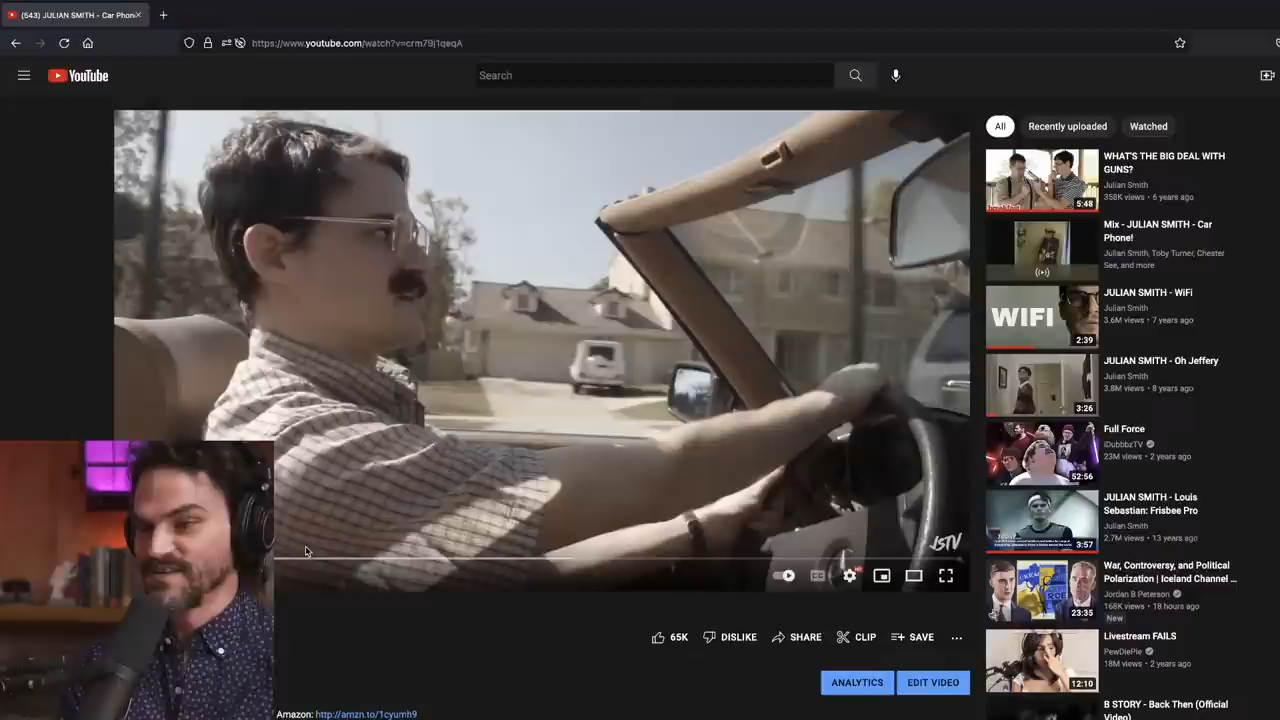 (543) JULIAN SMITH - Car Phon
https://www.youtube.com/watch?v=crm79j1qeqA
YouTube
Search
All
Recently uploaded
Watched
WHAT'S THE BIG DEAL WITH
GUNS?
Julian Smith
358K views • 6 years ago
5:48
Mix - JULIAN SMITH - Car
Phone!
Julian Smith, Toby Turner, Chester
See, and more
WIFI
2:39
JULIAN SMITH - WiFi
Julian Smith
3.6M views • 7 years ago
3:26
JULIAN SMITH - Oh Jeffery
Julian Smith
3.8M views • 8 years ago
52:56
Full Force
iDubbbzTV
23M views • 2 years ago
3:57
JULIAN SMITH - Louis
Sebastian: Frisbee Pro
Julian Smith
2.7M views • 13 years ago
23:35
War, Controversy, and Political
Polarization | Iceland Channel ...
Jordan B Peterson
168K views • 18 hours ago
New
12:10
Livestream FAILS
PewDiePie
18M views • 2 years ago
B STORY - Back Then (Official
Video)
JSTV
CC
HD
65K
DISLIKE
SHARE
CLIP
SAVE
ANALYTICS
EDIT VIDEO
Amazon: http://amzn.to/1cyumh9